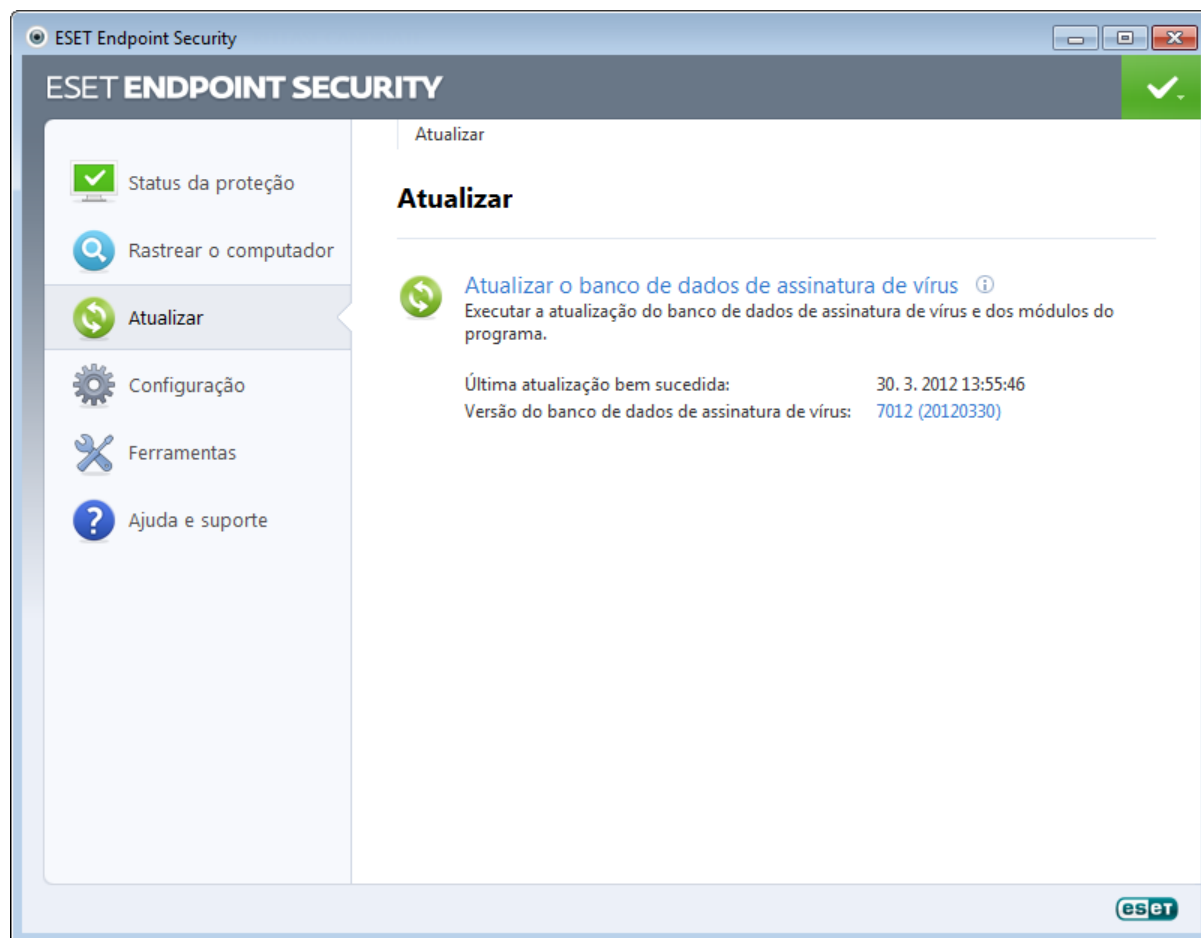 ESET Endpoint Security
ESET ENDPOINT SECURITY
Atualizar
Status da proteção
Rastrear o computador
Atualizar
Configuração
Ferramentas
Ajuda e suporte
Atualizar
Atualizar o banco de dados de assinatura de vírus
Executar a atualização do banco de dados de assinatura de vírus e dos módulos do
programa.
Última atualização bem sucedida: 30. 3. 2012 13:55:46
Versão do banco de dados de assinatura de vírus: 7012 (20120330)
eset